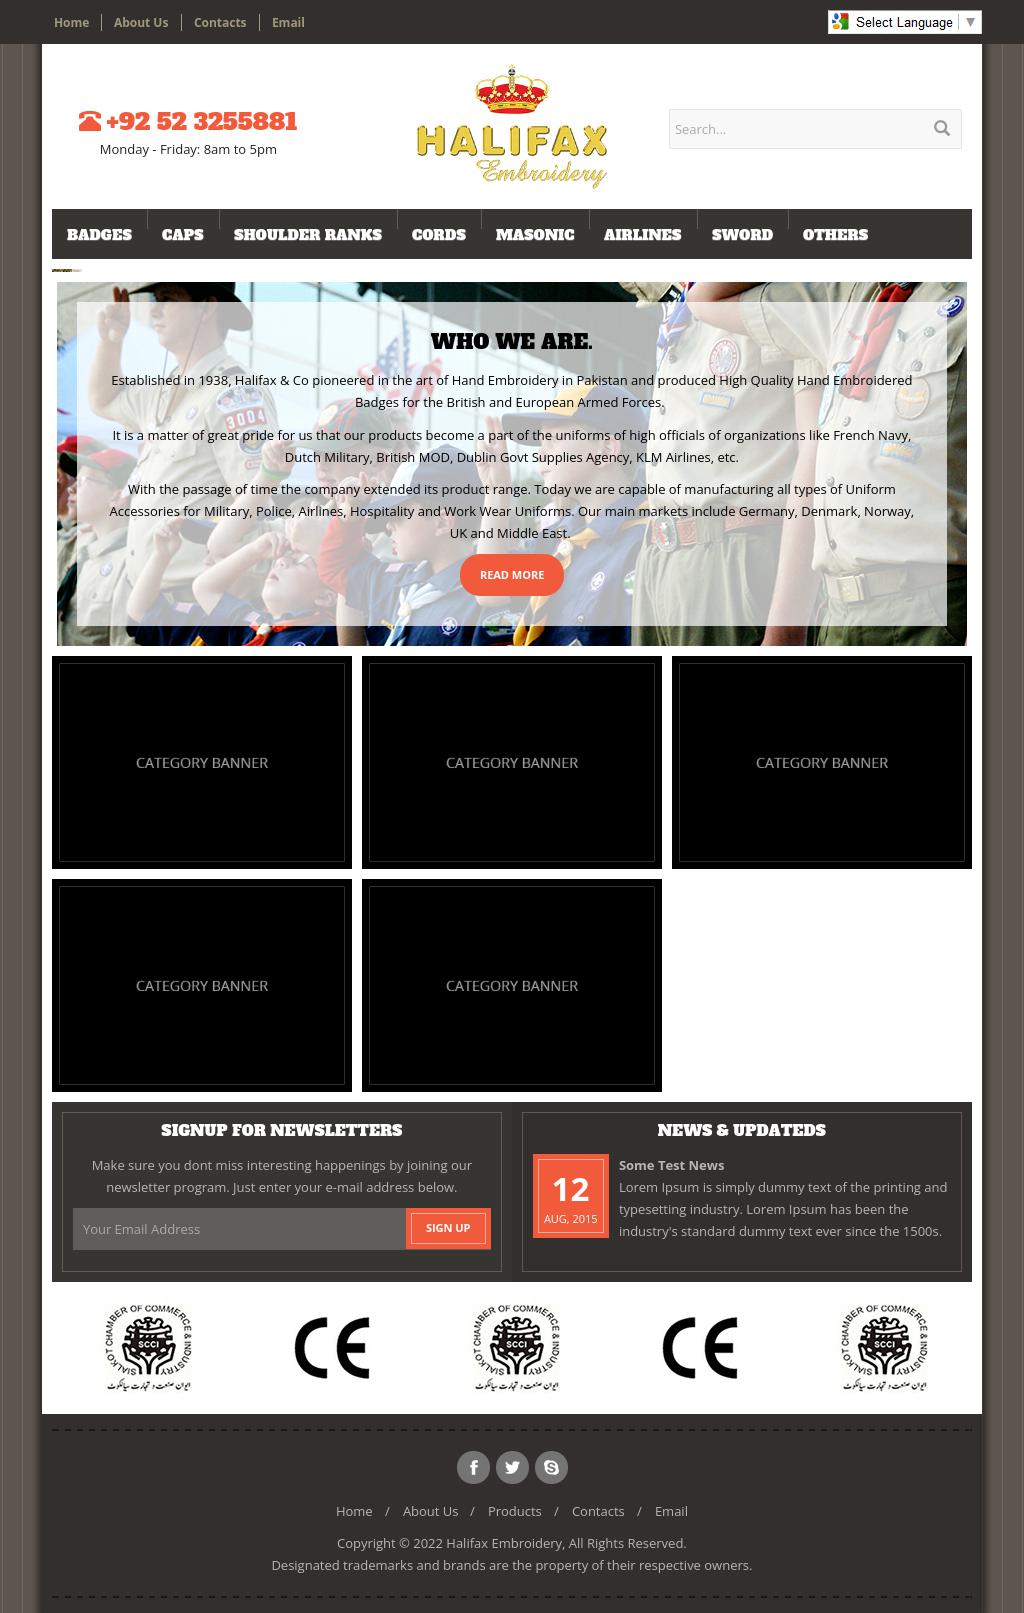 Home
About Us
Contacts
Email
Select Language
▼
+92 52 3255881
Monday - Friday: 8am to 5pm
HALIFAX
Embroidery
Search...
BADGES
CAPS
SHOULDER RANKS
CORDS
MASONIC
AIRLINES
SWORD
OTHERS
3004
WHO WE ARE.
Established in 1938, Halifax & Co pioneered in the art of Hand Embroidery in Pakistan and produced High Quality Hand Embroidered
Badges for the British and European Armed Forces.
It is a matter of great pride for us that our products become a part of the uniforms of high officials of organizations like French Navy,
Dutch Military, British MOD, Dublin Govt Supplies Agency, KLM Airlines, etc.
With the passage of time the company extended its product range. Today we are capable of manufacturing all types of Uniform
Accessories for Military, Police, Airlines, Hospitality and Work Wear Uniforms. Our main markets include Germany, Denmark, Norway,
UK and Middle East.
READ MORE
CATEGORY BANNER
CATEGORY BANNER
CATEGORY BANNER
CATEGORY BANNER
CATEGORY BANNER
SIGNUP FOR NEWSLETTERS
Make sure you dont miss interesting happenings by joining our
newsletter program. Just enter your e-mail address below.
Your Email Address
SIGN UP
NEWS & UPDATEDS
12
AUG, 2015
Some Test News
Lorem Ipsum is simply dummy text of the printing and
typesetting industry. Lorem Ipsum has been the
industry's standard dummy text ever since the 1500s.
SIALKOT CHAMBER OF COMMERCE & INDUSTRY
SCCI
ایوان صنعت و تجارت سیالکوٹ
CE
SIALKOT CHAMBER OF COMMERCE & INDUSTRY
SCCI
ایوان صنعت و تجارت سیالکوٹ
CE
SIALKOT CHAMBER OF COMMERCE & INDUSTRY
SCCI
ایوان صنعت و تجارت سیالکوٹ
Home / About Us / Products / Contacts / Email
Copyright © 2022 Halifax Embroidery, All Rights Reserved.
Designated trademarks and brands are the property of their respective owners.